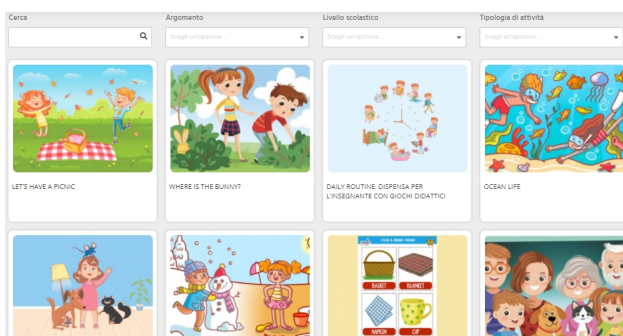 Cerca
Argomento
Livello scolastico
Tipologia di attività
Scegli un'opzione ...
Scegli un'opzione ...
Scegli un'opzione ...
LET'S HAVE A PICNIC
WHERE IS THE BUNNY?
DAILY ROUTINE: DISPENSA PER
L'INSEGNANTE CON GIOCHI DIDATTICI
OCEAN LIFE
BASKET
BLANKET
NAPKIN
CUP